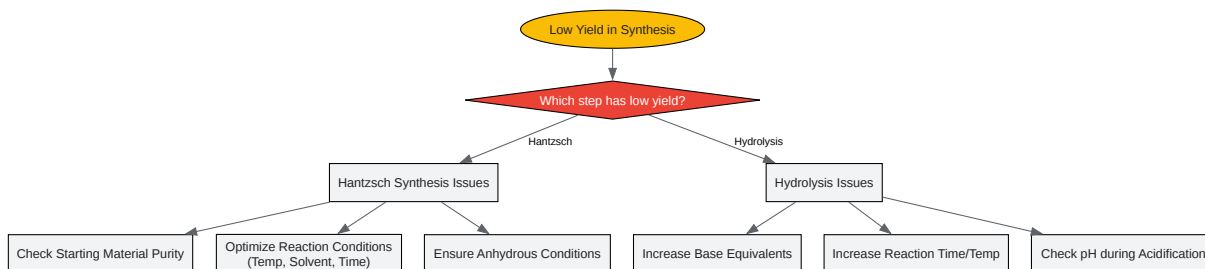 Low Yield in Synthesis
Which step has low yield?
Hantzsch
Hydrolysis
Hantzsch Synthesis Issues
Hydrolysis Issues
Check Starting Material Purity
Optimize Reaction Conditions
(Temp, Solvent, Time)
Ensure Anhydrous Conditions
Increase Base Equivalents
Increase Reaction Time/Temp
Check pH during Acidification